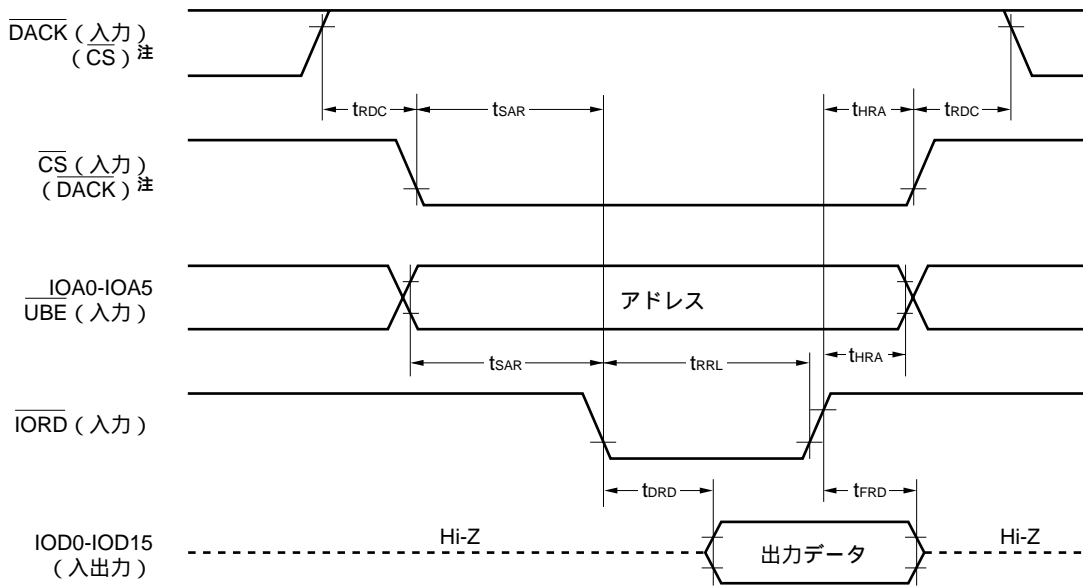 DACK（入力）
（CS）注
tRDC
tSAR
tHRA
tRDC
CS（入力）
（DACK）注
IOA0-IOA5
UBE（入力）
アドレス
tSAR
tRRL
tHRA
IORD（入力）
tDRD
tFRD
IOD0-IOD15
（入出力）
Hi-Z
出力データ
Hi-Z